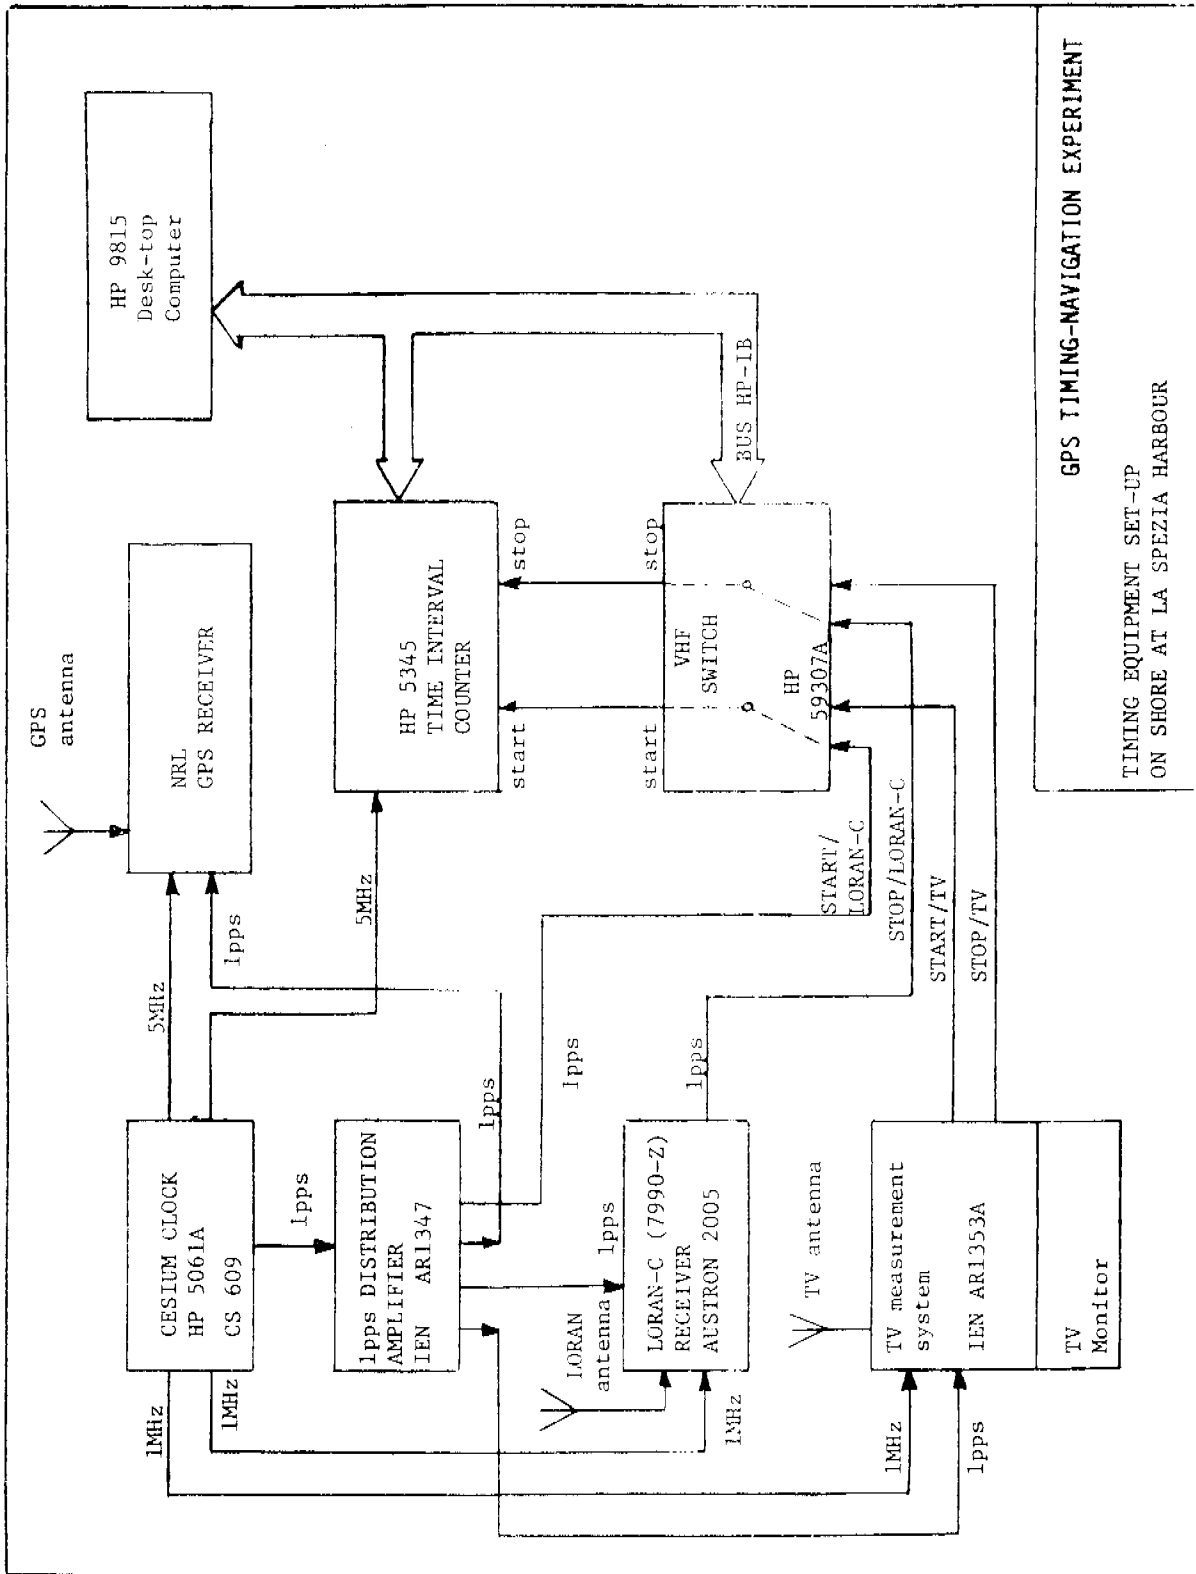 CESIUM CLOCK
HP 5061A
CS 609
1MHz
1MHz
5MHz
1pps
1pps
GPS
antenna
NRL
GPS RECEIVER
HP 9815
Desk-top
Computer
1pps DISTRIBUTION
AMPLIFIER
IEN AR1347
1pps
1pps
1pps
5MHz
HP 5345
TIME INTERVAL
COUNTER
start
stop
LORAN
antenna
LORAN-C (7990-Z)
RECEIVER
AUSTRON 2005
1MHz
1pps
start
stop
VHF
SWITCH
HP
59307A
BUS HP-IB
START/
LORAN-C
STOP/LORAN-C
START/TV
STOP/TV
TV antenna
TV measurement
system
IEN AR1353A
1MHz
1pps
TV
Monitor
GPS TIMING-NAVIGATION EXPERIMENT
TIMING EQUIPMENT SET-UP
ON SHORE AT LA SPEZIA HARBOUR